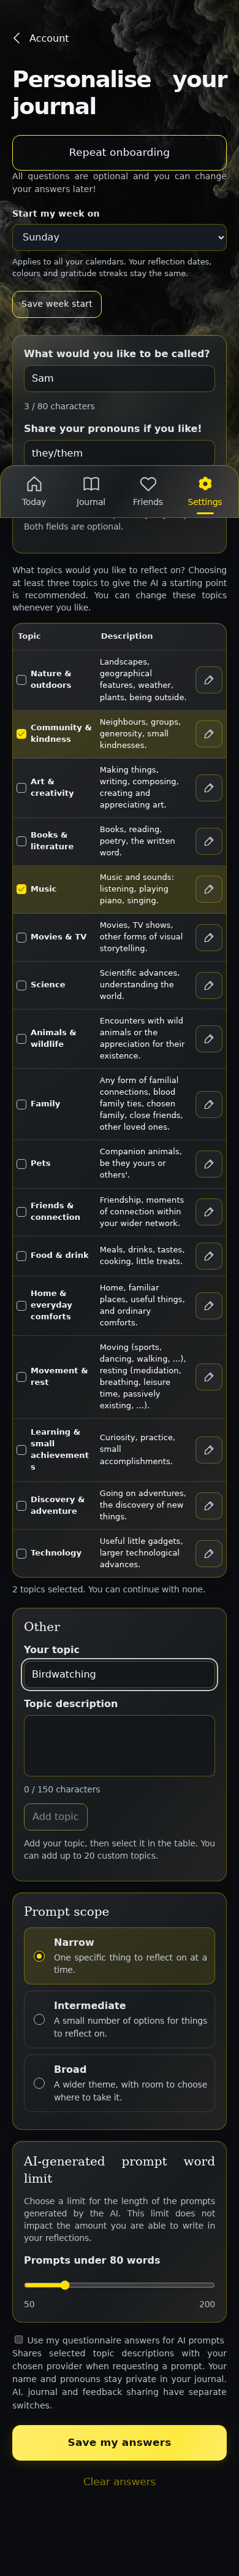 Account
Personalise your
journal
Repeat onboarding
All questions are optional and you can change
your answers later!
Start my week on
Sunday
Applies to all your calendars. Your reflection dates,
colours and gratitude streaks stay the same.
Save week start
What would you like to be called?
Sam
3 / 80 characters
Share your pronouns if you like!
they/them
Today
Journal
Friends
Settings
Both fields are optional.
What topics would you like to reflect on? Choosing
at least three topics to give the AI a starting point
is recommended. You can change these topics
whenever you like.
Topic Description
Nature &
outdoors
Landscapes,
geographical
features, weather,
plants, being outside.
Community &
kindness
Neighbours, groups,
generosity, small
kindnesses.
Art &
creativity
Making things,
writing, composing,
creating and
appreciating art.
Books &
literature
Books, reading,
poetry, the written
word.
Music
Music and sounds:
listening, playing
piano, singing.
Movies & TV
Movies, TV shows,
other forms of visual
storytelling.
Science
Scientific advances,
understanding the
world.
Animals &
wildlife
Encounters with wild
animals or the
appreciation for their
existence.
Family
Any form of familial
connections, blood
family ties, chosen
family, close friends,
other loved ones.
Pets
Companion animals,
be they yours or
others'.
Friends &
connection
Friendship, moments
of connection within
your wider network.
Food & drink
Meals, drinks, tastes,
cooking, little treats.
Home &
everyday
comforts
Home, familiar
places, useful things,
and ordinary
comforts.
Movement &
rest
Moving (sports,
dancing, walking, ...),
resting (medidation,
breathing, leisure
time, passively
existing, ...).
Learning &
small
achievement
s
Curiosity, practice,
small
accomplishments.
Discovery &
adventure
Going on adventures,
the discovery of new
things.
Technology
Useful little gadgets,
larger technological
advances.
2 topics selected. You can continue with none.
Other
Your topic
Birdwatching
Topic description
0 / 150 characters
Add topic
Add your topic, then select it in the table. You
can add up to 20 custom topics.
Prompt scope
Narrow
One specific thing to reflect on at a
time.
Intermediate
A small number of options for things
to reflect on.
Broad
A wider theme, with room to choose
where to take it.
AI-generated prompt word
limit
Choose a limit for the length of the prompts
generated by the AI. This limit does not
impact the amount you are able to write in
your reflections.
Prompts under 80 words
50 200
Use my questionnaire answers for AI prompts
Shares selected topic descriptions with your
chosen provider when requesting a prompt. Your
name and pronouns stay private in your journal.
AI, journal and feedback sharing have separate
switches.
Save my answers
Clear answers